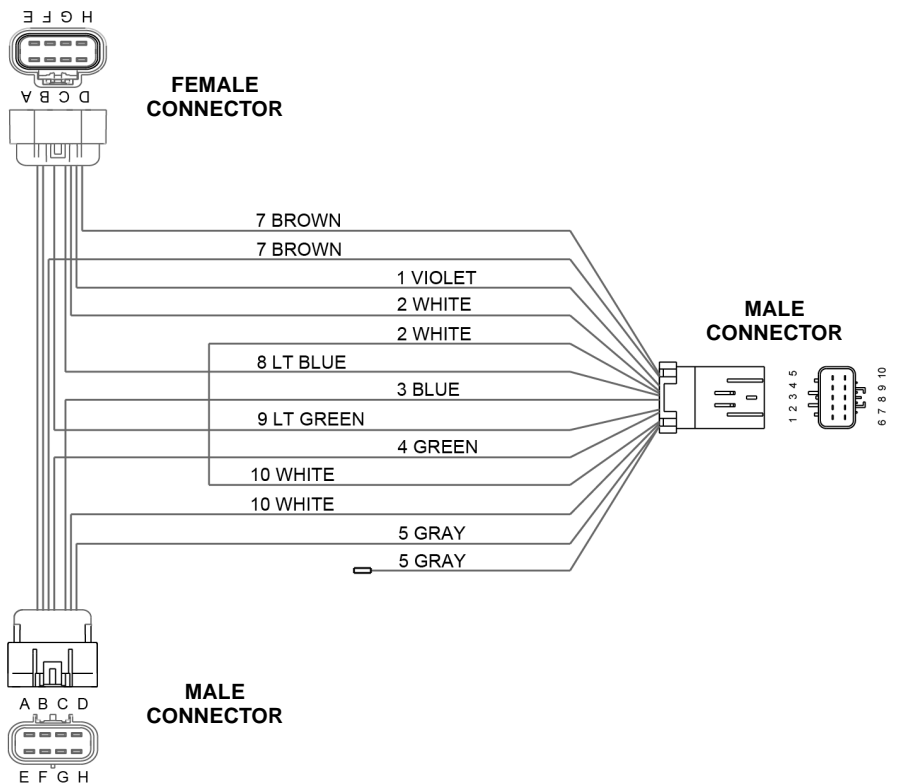 E F G H
A B C D
FEMALE
CONNECTOR
7 BROWN
7 BROWN
1 VIOLET
2 WHITE
2 WHITE
8 LT BLUE
3 BLUE
9 LT GREEN
4 GREEN
10 WHITE
10 WHITE
5 GRAY
5 GRAY
MALE
CONNECTOR
1 2 3 4 5
6 7 8 9 10
A B C D
E F G H
MALE
CONNECTOR